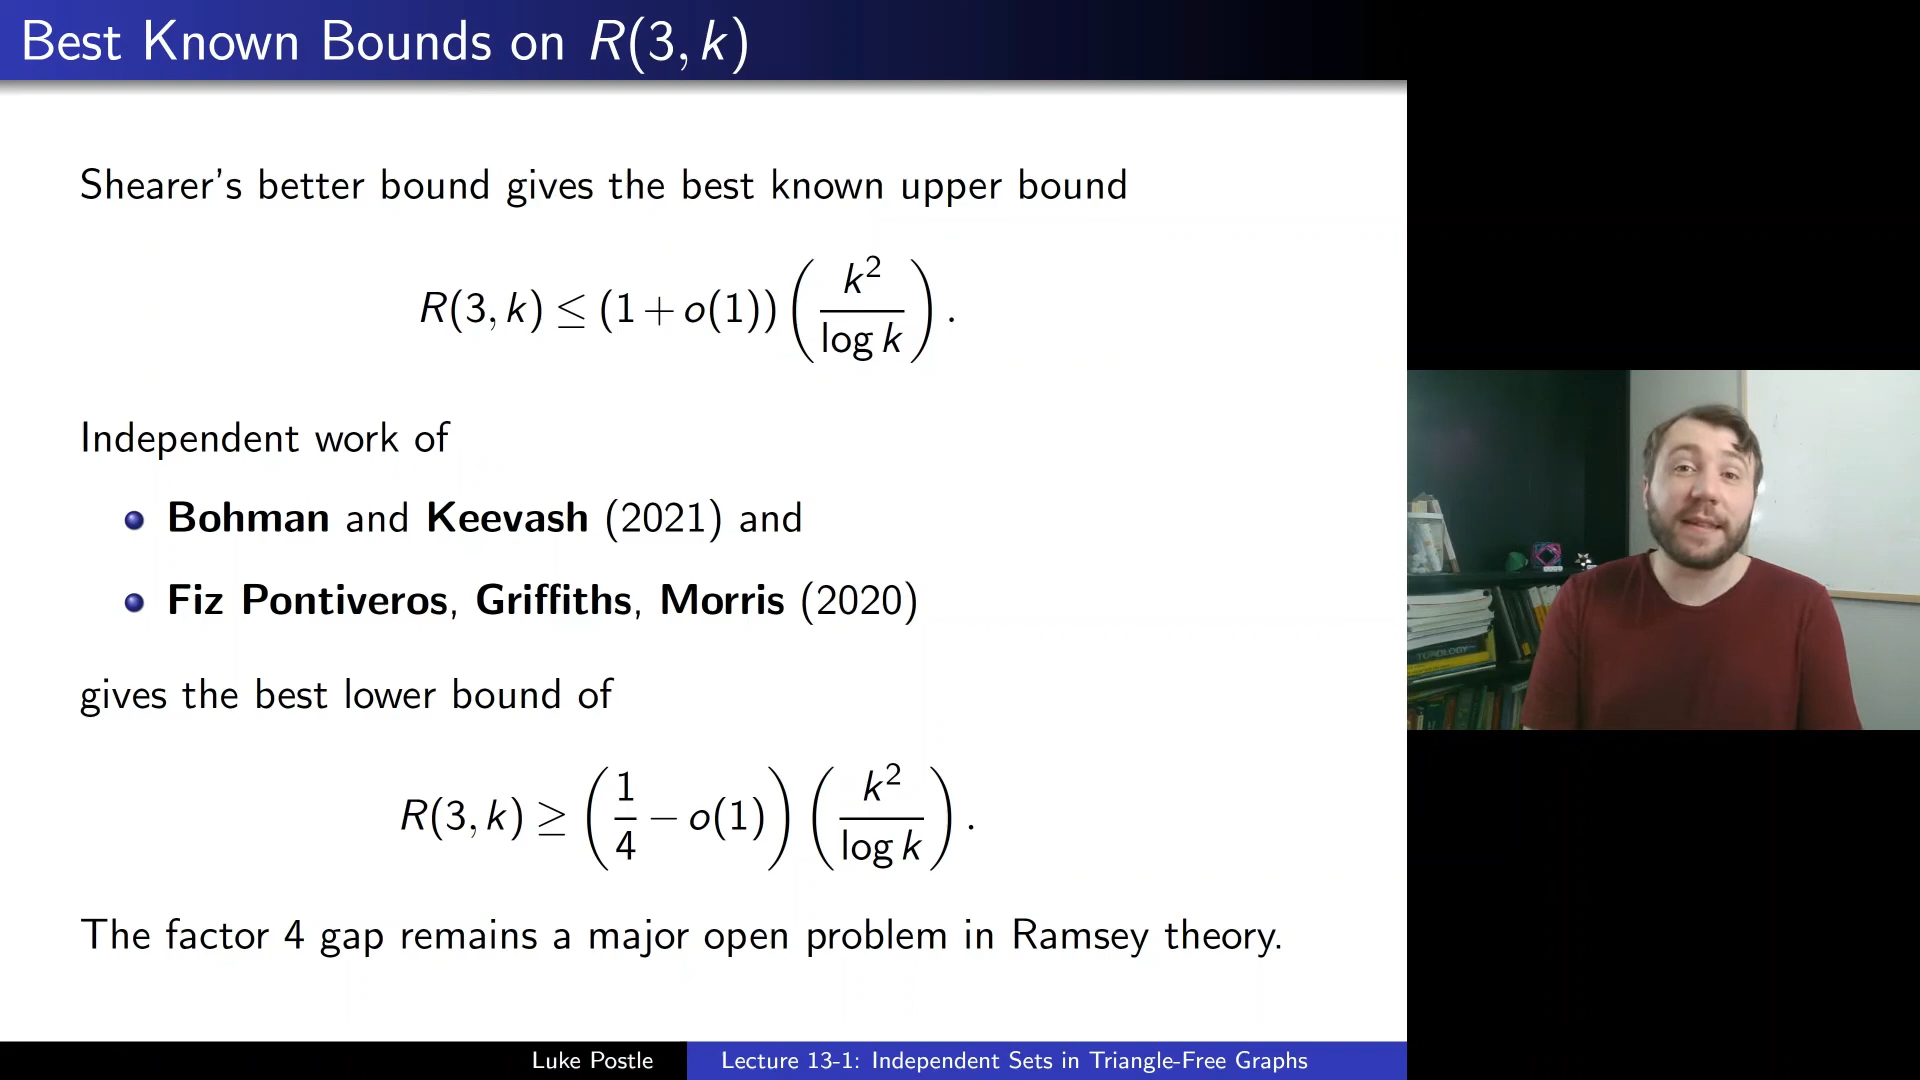 Best Known Bounds on R(3, k)
Shearer's better bound gives the best known upper bound
R(3, k) ≤ (1 + o(1)) (k² / log k).
Independent work of
• Bohman and Keevash (2021) and
• Fiz Pontiveros, Griffiths, Morris (2020)
gives the best lower bound of
R(3, k) ≥ (1/4 − o(1)) (k² / log k).
The factor 4 gap remains a major open problem in Ramsey theory.
TOPOLOGY
Luke Postle
Lecture 13-1: Independent Sets in Triangle-Free Graphs